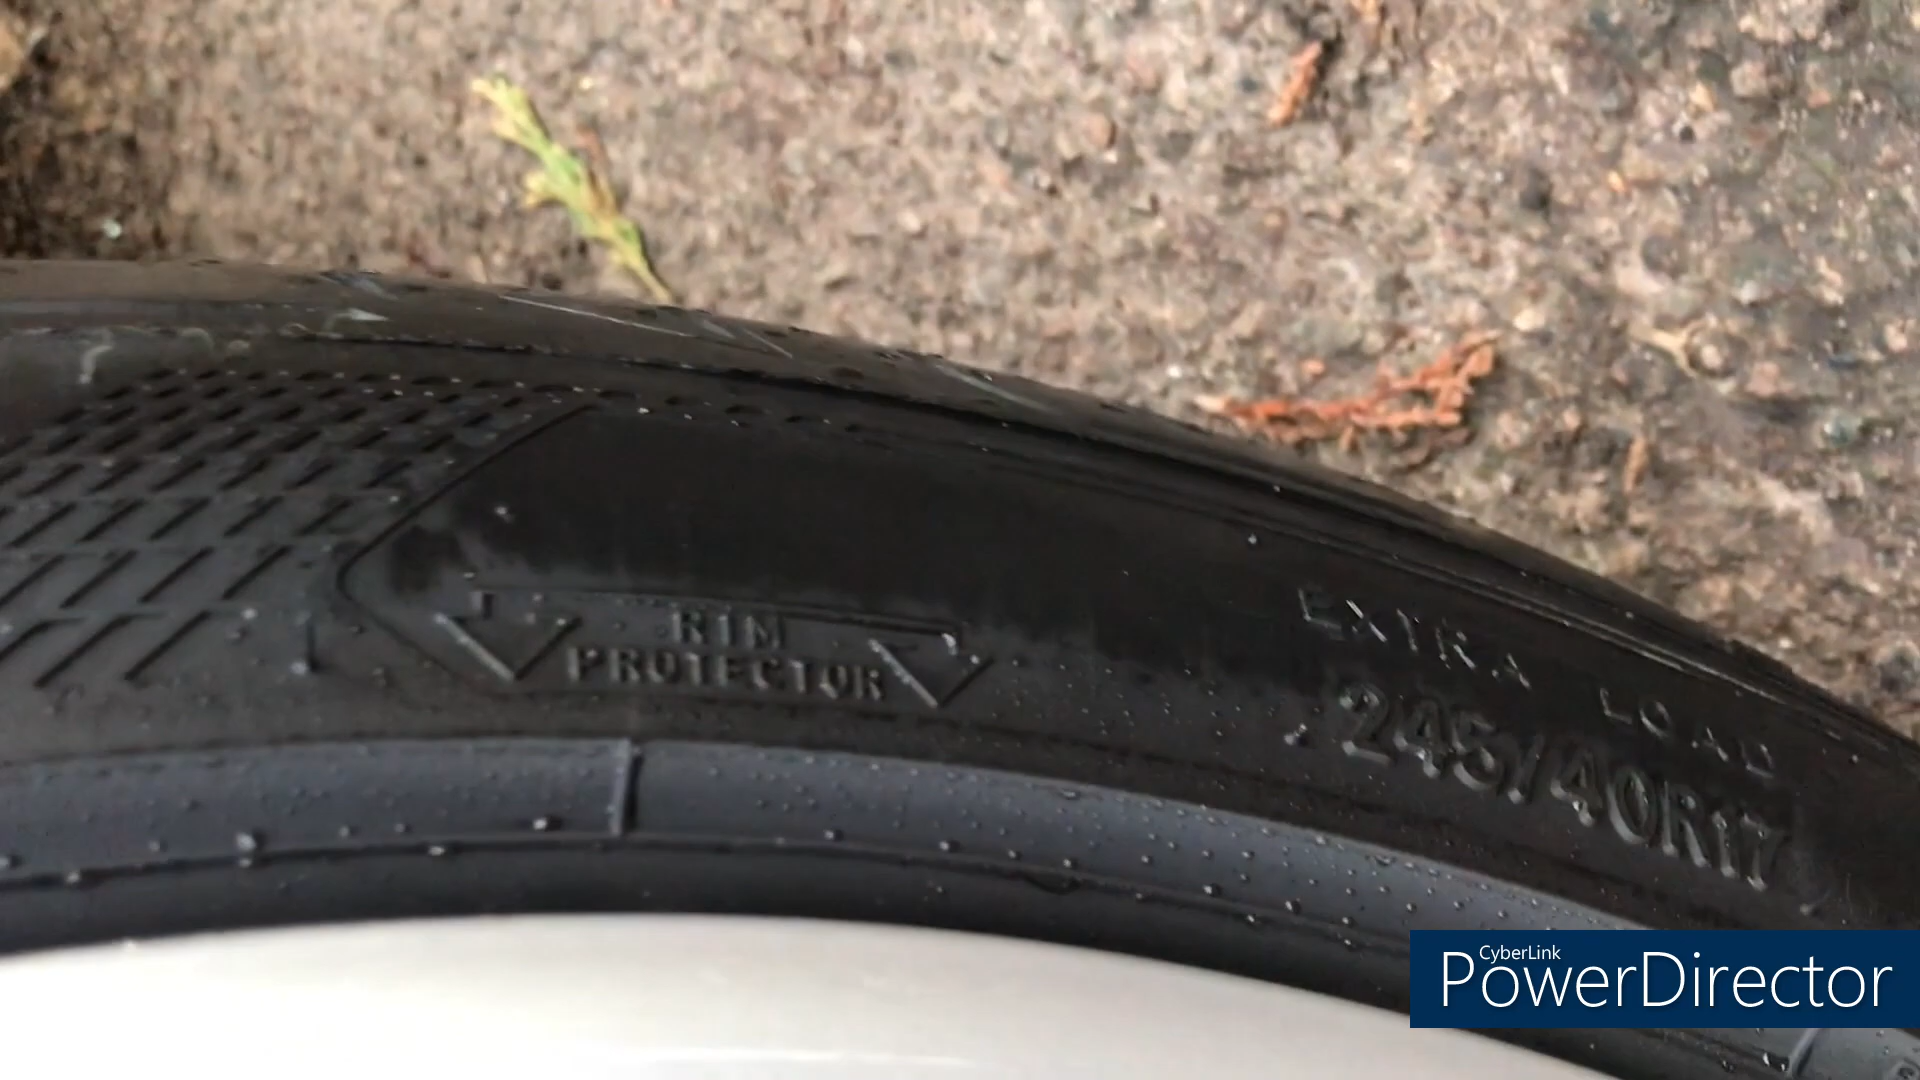 RIM
PROTECTOR
EXTRA LOAD
245/40R17
CyberLink
PowerDirector